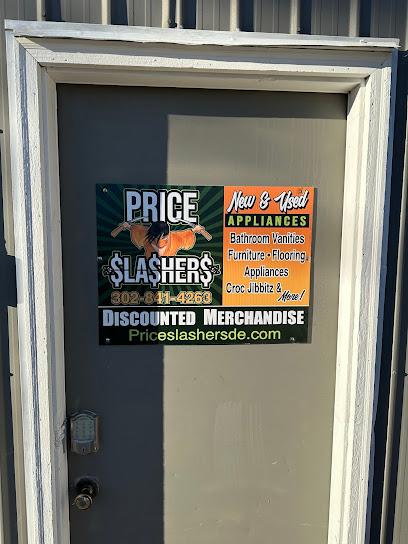 PRICE
$LA$HER$
302-841-4263
New & Used
APPLIANCES
Bathroom Vanities
Furniture • Flooring
Appliances
Croc Jibbitz &
More!
DISCOUNTED MERCHANDISE
Priceslashersde.com